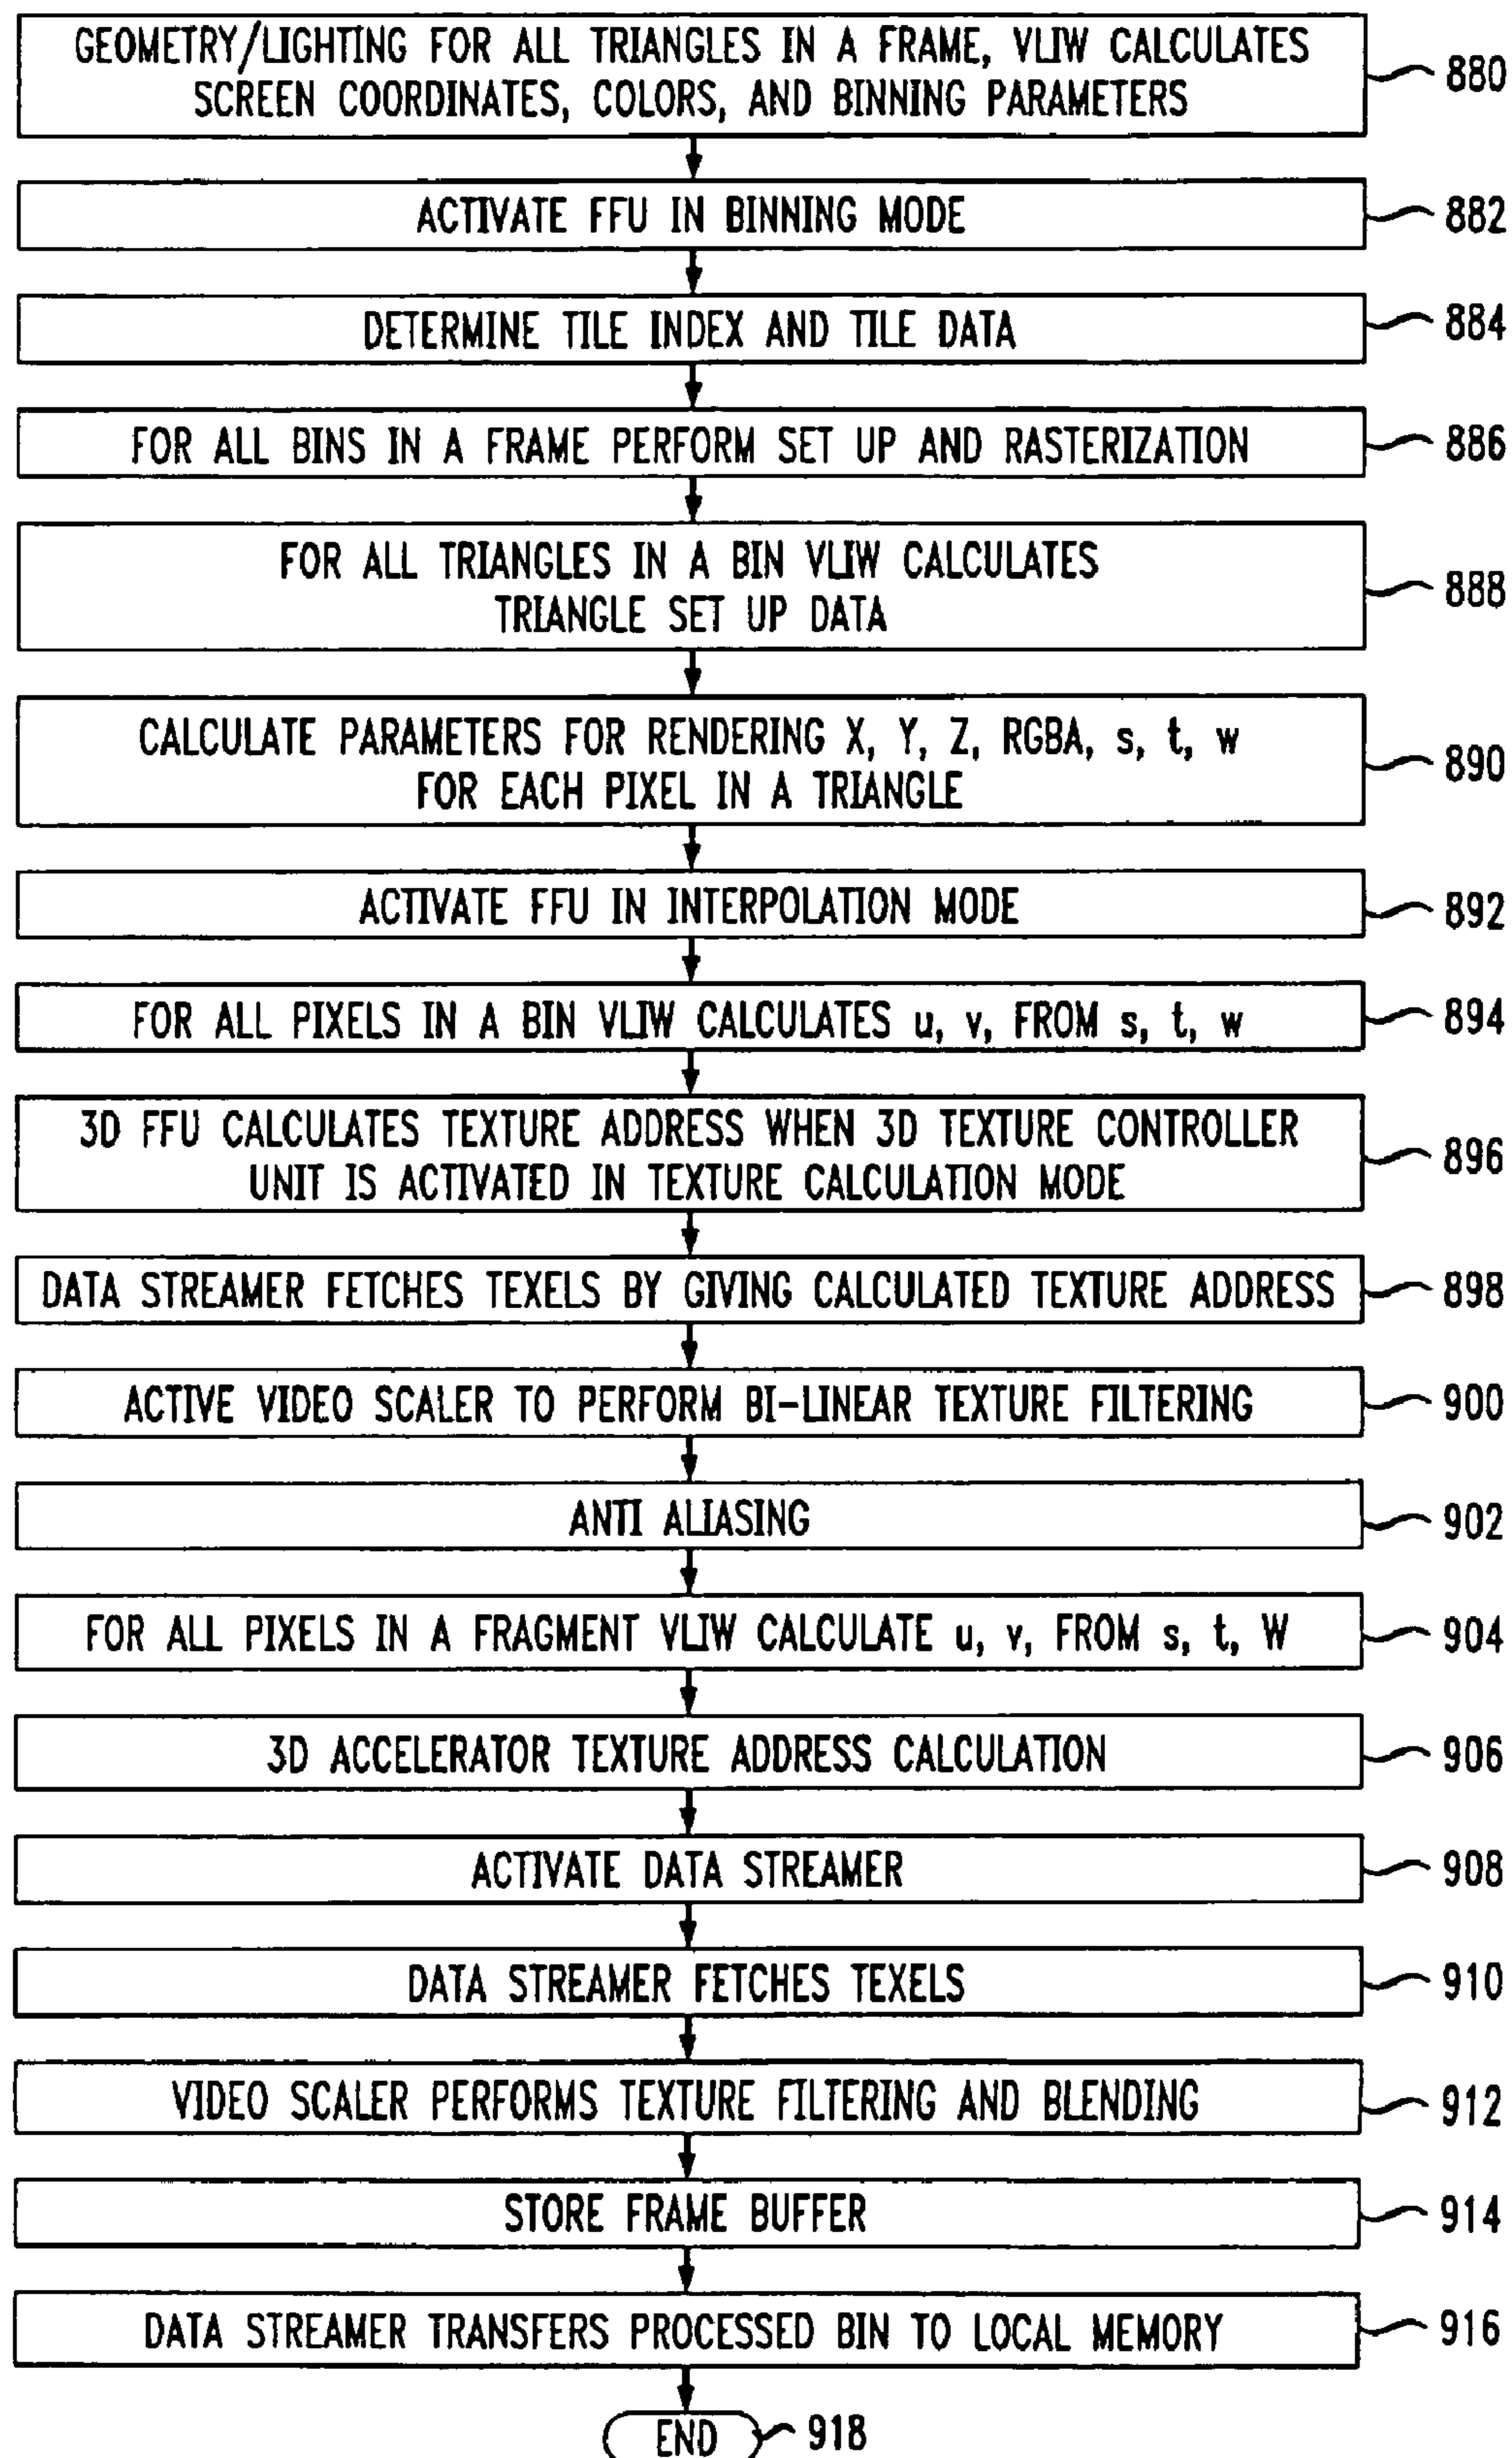 GEOMETRY/LIGHTING FOR ALL TRIANGLES IN A FRAME, VLIW CALCULATES
SCREEN COORDINATES, COLORS, AND BINNING PARAMETERS
880
ACTIVATE FFU IN BINNING MODE
882
DETERMINE TILE INDEX AND TILE DATA
884
FOR ALL BINS IN A FRAME PERFORM SET UP AND RASTERIZATION
886
FOR ALL TRIANGLES IN A BIN VLIW CALCULATES
TRIANGLE SET UP DATA
888
CALCULATE PARAMETERS FOR RENDERING X, Y, Z, RGBA, s, t, w
FOR EACH PIXEL IN A TRIANGLE
890
ACTIVATE FFU IN INTERPOLATION MODE
892
FOR ALL PIXELS IN A BIN VLIW CALCULATES u, v, FROM s, t, w
894
3D FFU CALCULATES TEXTURE ADDRESS WHEN 3D TEXTURE CONTROLLER
UNIT IS ACTIVATED IN TEXTURE CALCULATION MODE
896
DATA STREAMER FETCHES TEXELS BY GIVING CALCULATED TEXTURE ADDRESS
898
ACTIVE VIDEO SCALER TO PERFORM BI-LINEAR TEXTURE FILTERING
900
ANTI ALIASING
902
FOR ALL PIXELS IN A FRAGMENT VLIW CALCULATE u, v, FROM s, t, W
904
3D ACCELERATOR TEXTURE ADDRESS CALCULATION
906
ACTIVATE DATA STREAMER
908
DATA STREAMER FETCHES TEXELS
910
VIDEO SCALER PERFORMS TEXTURE FILTERING AND BLENDING
912
STORE FRAME BUFFER
914
DATA STREAMER TRANSFERS PROCESSED BIN TO LOCAL MEMORY
916
END
918